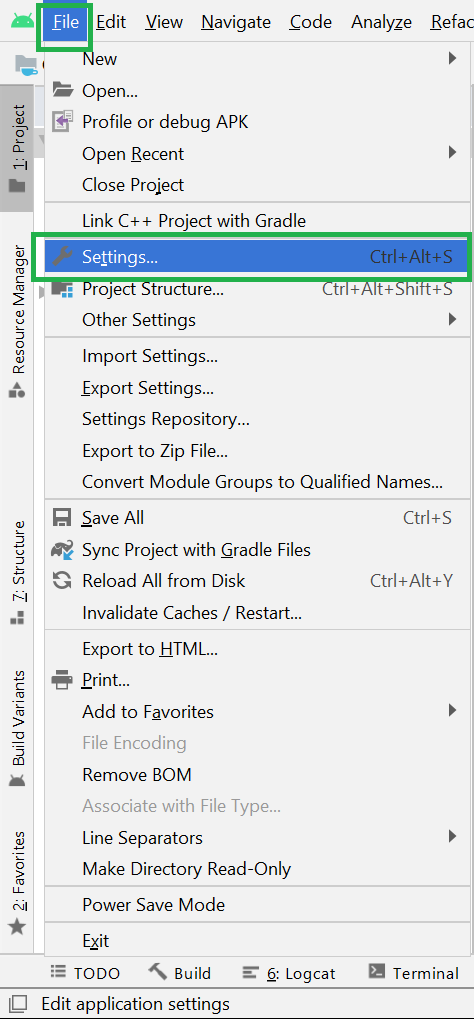 File Edit View Navigate Code Analyze Refac
1: Project
Resource Manager
7: Structure
Build Variants
2: Favorites
New
Open...
Profile or debug APK
Open Recent
Close Project
Link C++ Project with Gradle
Settings... Ctrl+Alt+S
Project Structure... Ctrl+Alt+Shift+S
Other Settings
Import Settings...
Export Settings...
Settings Repository...
Export to Zip File...
Convert Module Groups to Qualified Names...
Save All Ctrl+S
Sync Project with Gradle Files
Reload All from Disk Ctrl+Alt+Y
Invalidate Caches / Restart...
Export to HTML...
Print...
Add to Favorites
File Encoding
Remove BOM
Associate with File Type...
Line Separators
Make Directory Read-Only
Power Save Mode
Exit
TODO Build 6: Logcat Terminal
Edit application settings